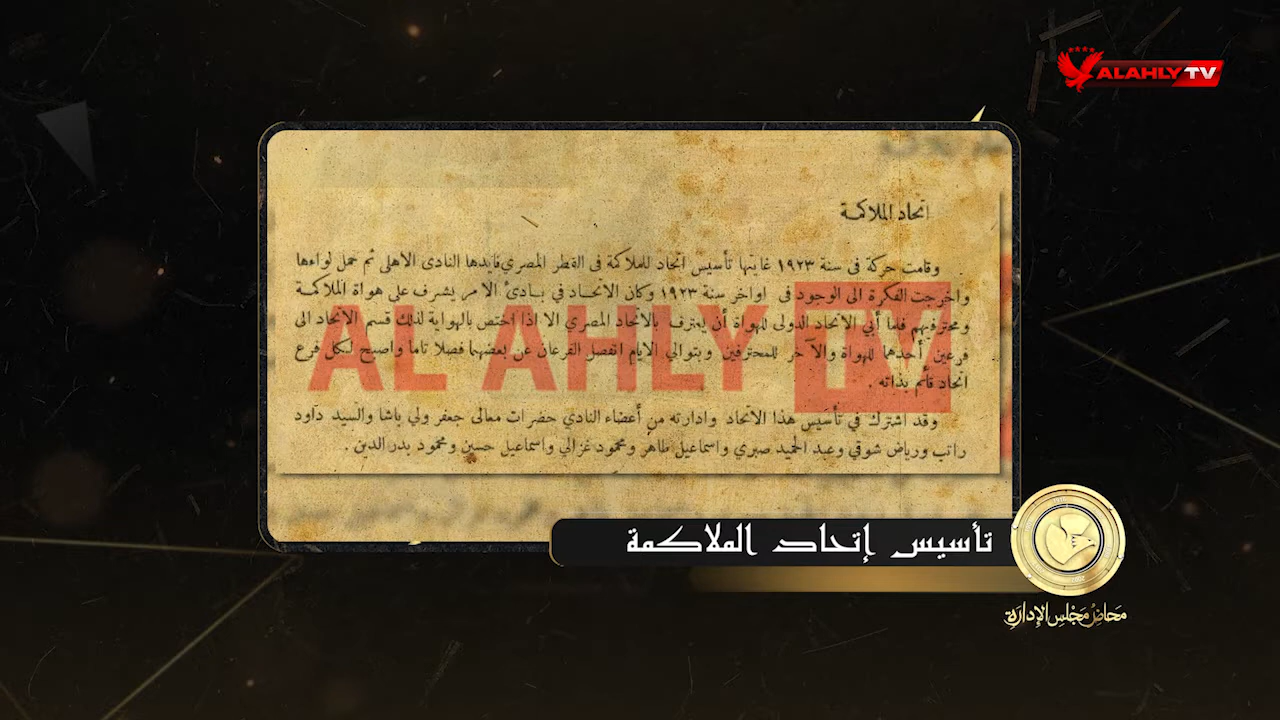 ALAHLY TV
اتحاد الملاكمة
وقامت حركة فى سنة ١٩٢٣ غايتها تأسيس اتحاد للملاكمة فى القطر المصري فايدها النادى الاهلى ثم حمل لواءها
واخرجت الفكرة الى الوجود فى اواخر سنة ١٩٢٣ وكان الاتحاد في بادئ الامر يشرف على هواة الملاكمة
ومحترفيهم فلما أبي الاتحاد الدولى للهواة أن يعترف بالاتحاد المصري الا اذا اختص بالهواية لذلك قسم الاتحاد الى
فرعين أحدها للهواة والآخر للمحترفين وبتوالي الايام انفصل الفرعان عن بعضهما فصلا تاما واصبح لكل فرع
اتحاد قائم بذاته .
وقد اشترك في تأسيس هذا الاتحاد وادارته من أعضاء النادي حضرات معالى جعفر ولي باشا والسيد داود
راتب ورياض شوقي وعبد الحميد صبري واسماعيل طاهر ومحمود غزالي واسماعيل حسين ومحمود بدر الدين .
AL AHLY TV
تأسيس إتحاد الملاكمة
محاضر مجلس الإدارة